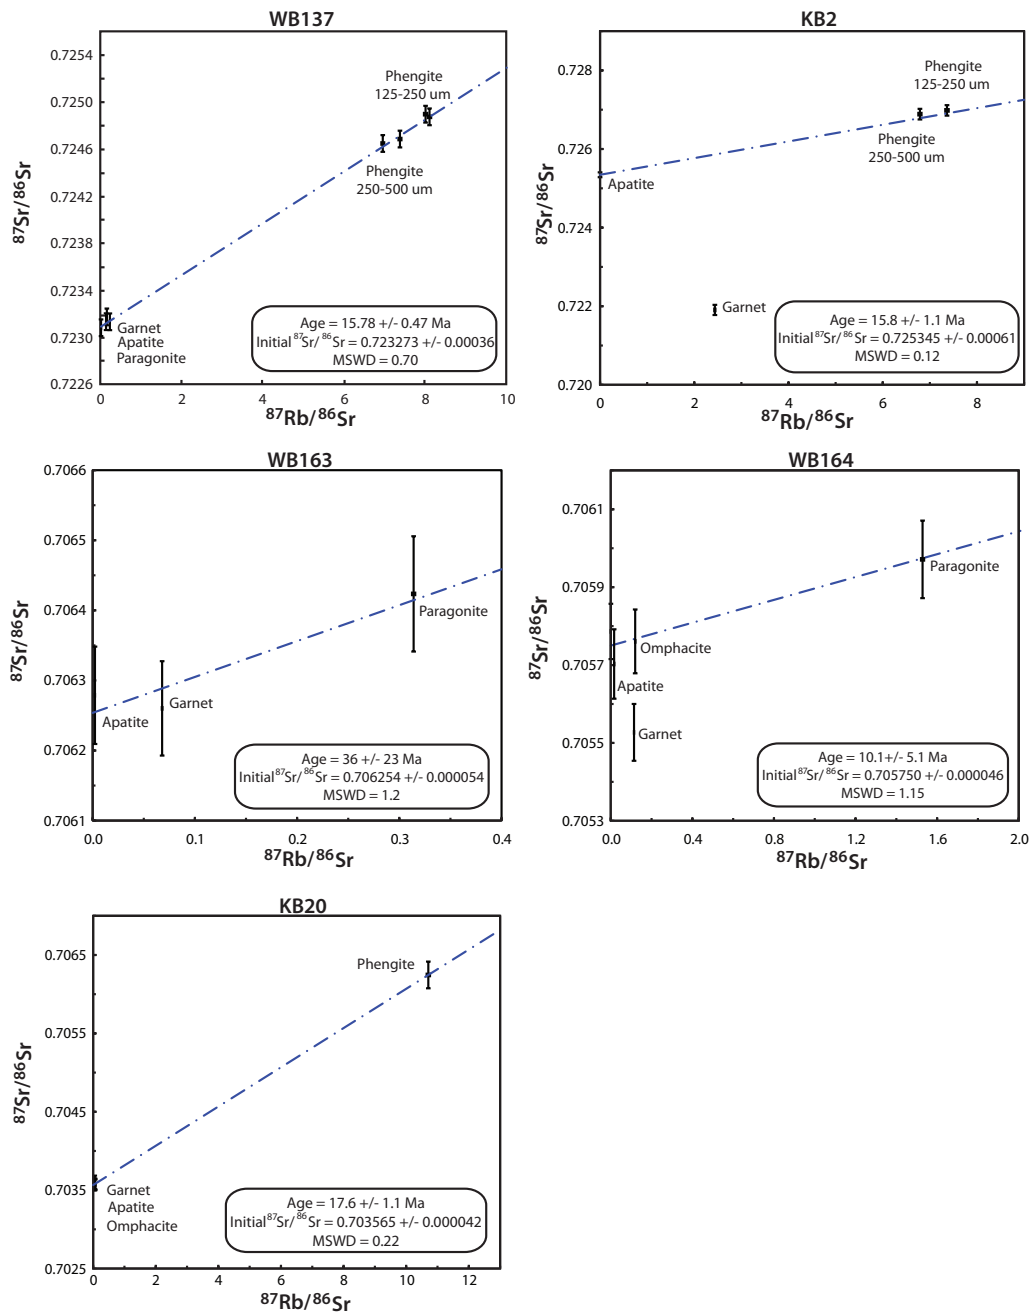 WB137
0.7254
0.7250
0.7246
0.7242
0.7238
0.7234
0.7230
0.7226
0
2
4
6
8
10
87Sr/86Sr
87Rb/86Sr
Phengite
125-250 um
Phengite
250-500 um
Garnet
Apatite
Paragonite
Age = 15.78 +/- 0.47 Ma
Initial 87Sr/86Sr = 0.723273 +/- 0.00036
MSWD = 0.70
KB2
0.728
0.726
0.724
0.722
0.720
0
2
4
6
8
87Sr/86Sr
87Rb/86Sr
Phengite
125-250 um
Phengite
250-500 um
Apatite
Garnet
Age = 15.8 +/- 1.1 Ma
Initial 87Sr/86Sr = 0.725345 +/- 0.00061
MSWD = 0.12
WB163
0.7066
0.7065
0.7064
0.7063
0.7062
0.7061
0.0
0.1
0.2
0.3
0.4
87Sr/86Sr
87Rb/86Sr
Paragonite
Apatite
Garnet
Age = 36 +/- 23 Ma
Initial 87Sr/86Sr = 0.706254 +/- 0.000054
MSWD = 1.2
WB164
0.7061
0.7059
0.7057
0.7055
0.7053
0.0
0.4
0.8
1.2
1.6
2.0
87Sr/86Sr
87Rb/86Sr
Paragonite
Omphacite
Apatite
Garnet
Age = 10.1+/- 5.1 Ma
Initial 87Sr/86Sr = 0.705750 +/- 0.000046
MSWD = 1.15
KB20
0.7065
0.7055
0.7045
0.7035
0.7025
0
2
4
6
8
10
12
87Sr/86Sr
87Rb/86Sr
Phengite
Garnet
Apatite
Omphacite
Age = 17.6 +/- 1.1 Ma
Initial 87Sr/86Sr = 0.703565 +/- 0.000042
MSWD = 0.22